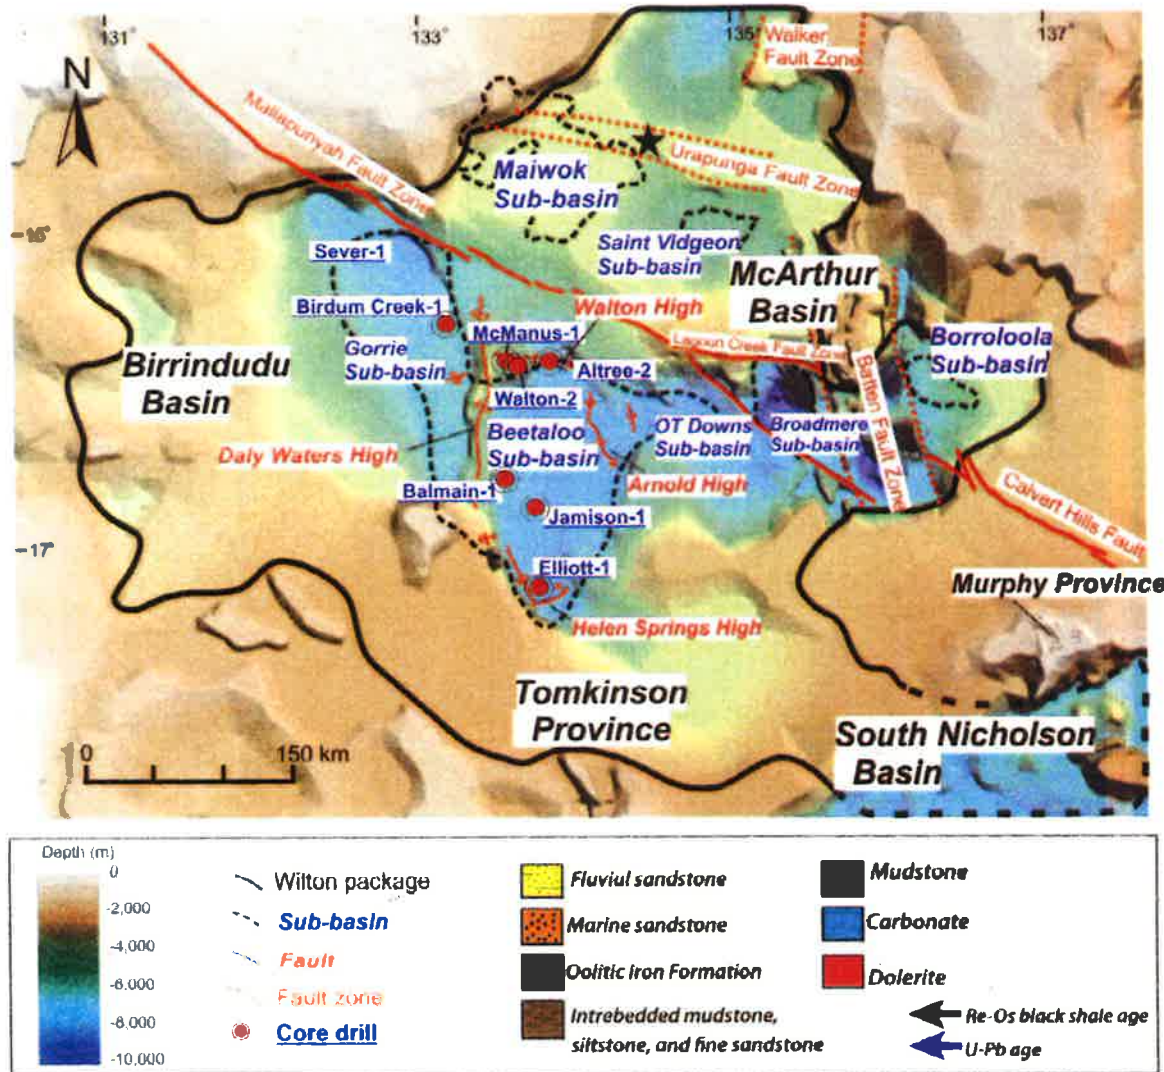 131°
133°
135°
137°
N
Walker
Fault Zone
Mallapunyah Fault Zone
Urapunga Fault Zone
Maiwok
Sub-basin
-16°
Sever-1
Saint Vidgeon
Sub-basin
McArthur
Basin
Birdum Creek-1
Walton High
McManus-1
Lagoon Creek Fault Zone
Borroloola
Sub-basin
Gorrie
Sub-basin
Birrindudu
Basin
Altree-2
Batten Fault Zone
Walton-2
Beetaloo
Sub-basin
OT Downs
Sub-basin
Broadmere
Sub-basin
Daly Waters High
Arnold High
Balmain-1
Calvert Hills Fault
Jamison-1
-17°
Elliott-1
Murphy Province
Helen Springs High
Tomkinson
Province
South Nicholson
Basin
0 150 km
Depth (m)
0
-2,000
-4,000
-6,000
-8,000
-10,000
Wilton package
Sub-basin
Fault
Fault zone
Core drill
Fluviul sandstone
Marine sandstone
Oolitic iron Formation
Intrebedded mudstone,
siltstone, and fine sandstone
Mudstone
Carbonate
Dolerite
Re-Os black shale age
U-Pb age